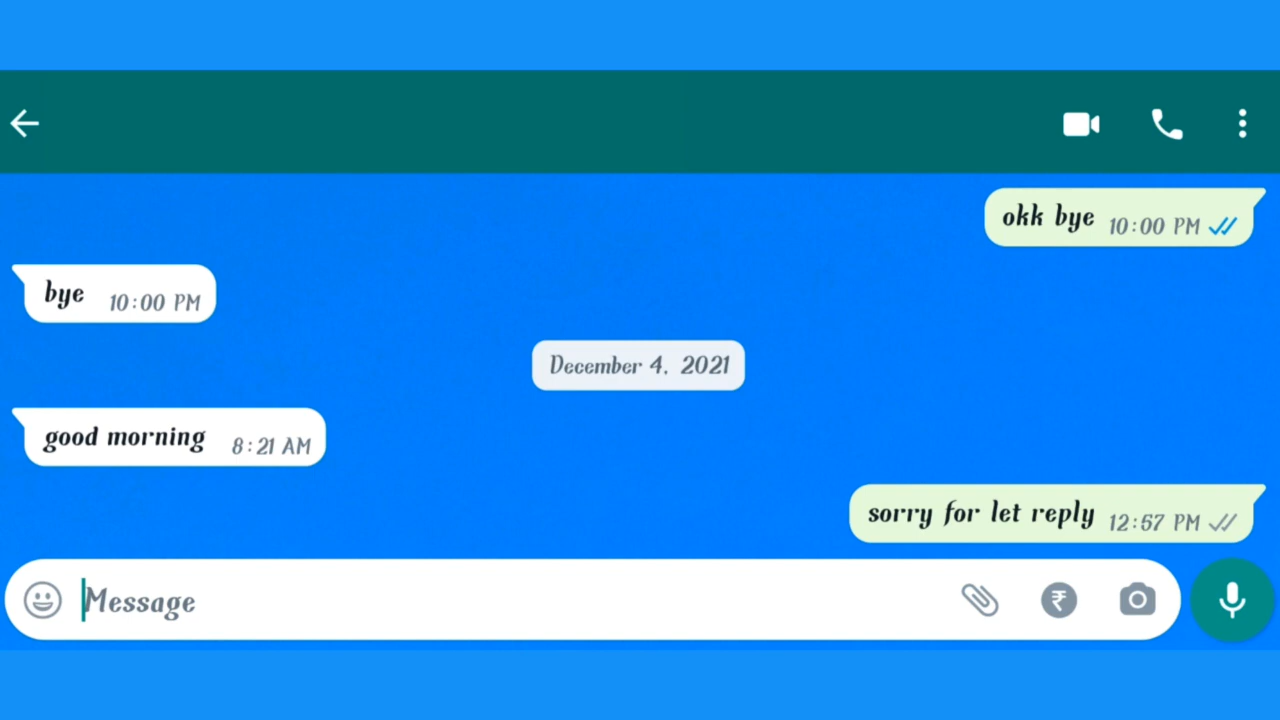 okk bye 10:00 PM
bye 10:00 PM
December 4, 2021
good morning 8:21 AM
sorry for let reply 12:57 PM
Message